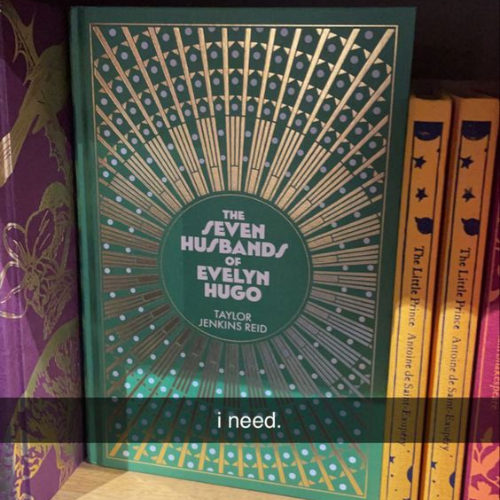 THE
SEVEN
HUSBANDS
OF
EVELYN
HUGO
TAYLOR
JENKINS REID
The Little Prince Antoine de Saint-Exupéry
The Little Prince Antoine de Saint-Exupéry
i need.